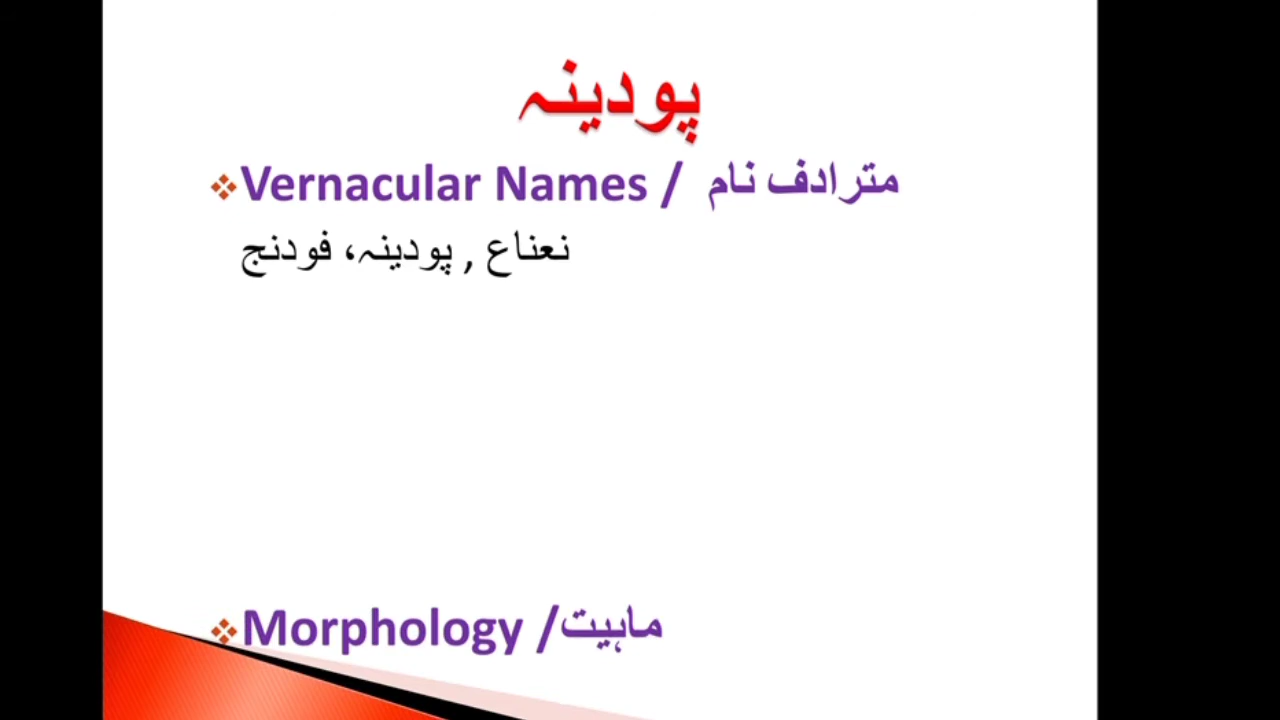 پودینہ
Vernacular Names / مترادف نام
نعناع , پودینہ، فودنج
Morphology /ماہیت